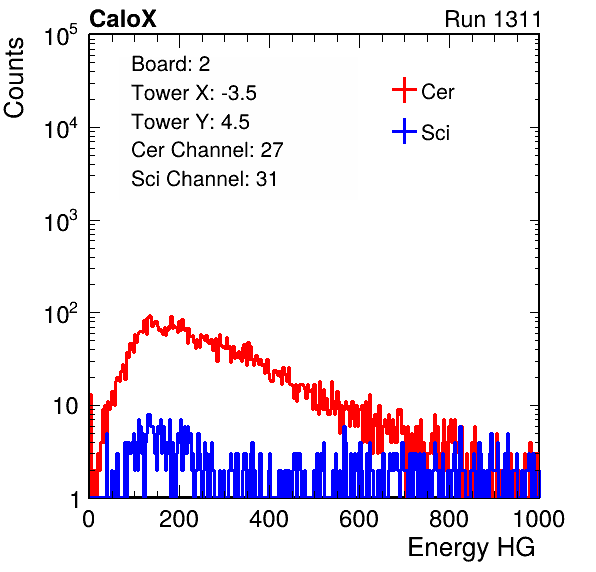 CaloX Run 1311
Counts
Board: 2
Tower X: -3.5
Tower Y: 4.5
Cer Channel: 27
Sci Channel: 31
Cer
Sci
10^5
10^4
10^3
10^2
10
1
0 200 400 600 800 1000
Energy HG